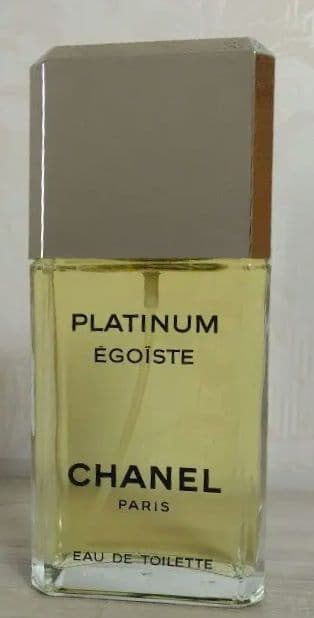 PLATINUM
ÉGOÏSTE
CHANEL
PARIS
EAU DE TOILETTE